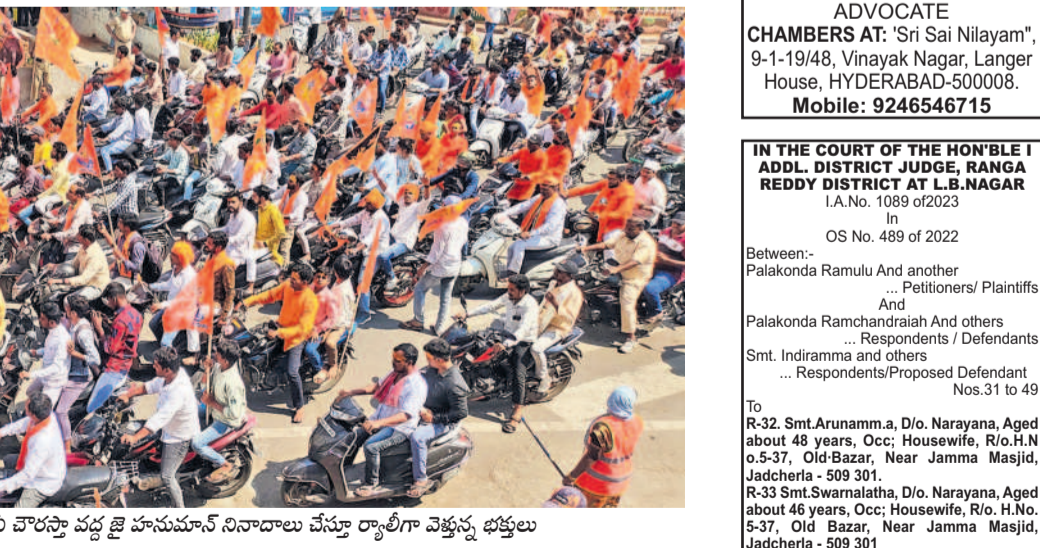 చౌరస్తా వద్ద జై హనుమాన్ నినాదాలు చేస్తూ ర్యాలీగా వెళ్తున్న భక్తులు
ADVOCATE
CHAMBERS AT: 'Sri Sai Nilayam",
9-1-19/48, Vinayak Nagar, Langer
House, HYDERABAD-500008.
Mobile: 9246546715
IN THE COURT OF THE HON'BLE I
ADDL. DISTRICT JUDGE, RANGA
REDDY DISTRICT AT L.B.NAGAR
I.A.No. 1089 of2023
In
OS No. 489 of 2022
Between:-
Palakonda Ramulu And another
... Petitioners/ Plaintiffs
And
Palakonda Ramchandraiah And others
... Respondents / Defendants
Smt. Indiramma and others
... Respondents/Proposed Defendant
Nos.31 to 49
To
R-32. Smt.Arunamm.a, D/o. Narayana, Aged
about 48 years, Occ; Housewife, R/o.H.N
o.5-37, Old·Bazar, Near Jamma Masjid,
Jadcherla - 509 301.
R-33 Smt.Swarnalatha, D/o. Narayana, Aged
about 46 years, Occ; Housewife, R/o. H.No.
5-37, Old Bazar, Near Jamma Masjid,
Jadcherla - 509 301